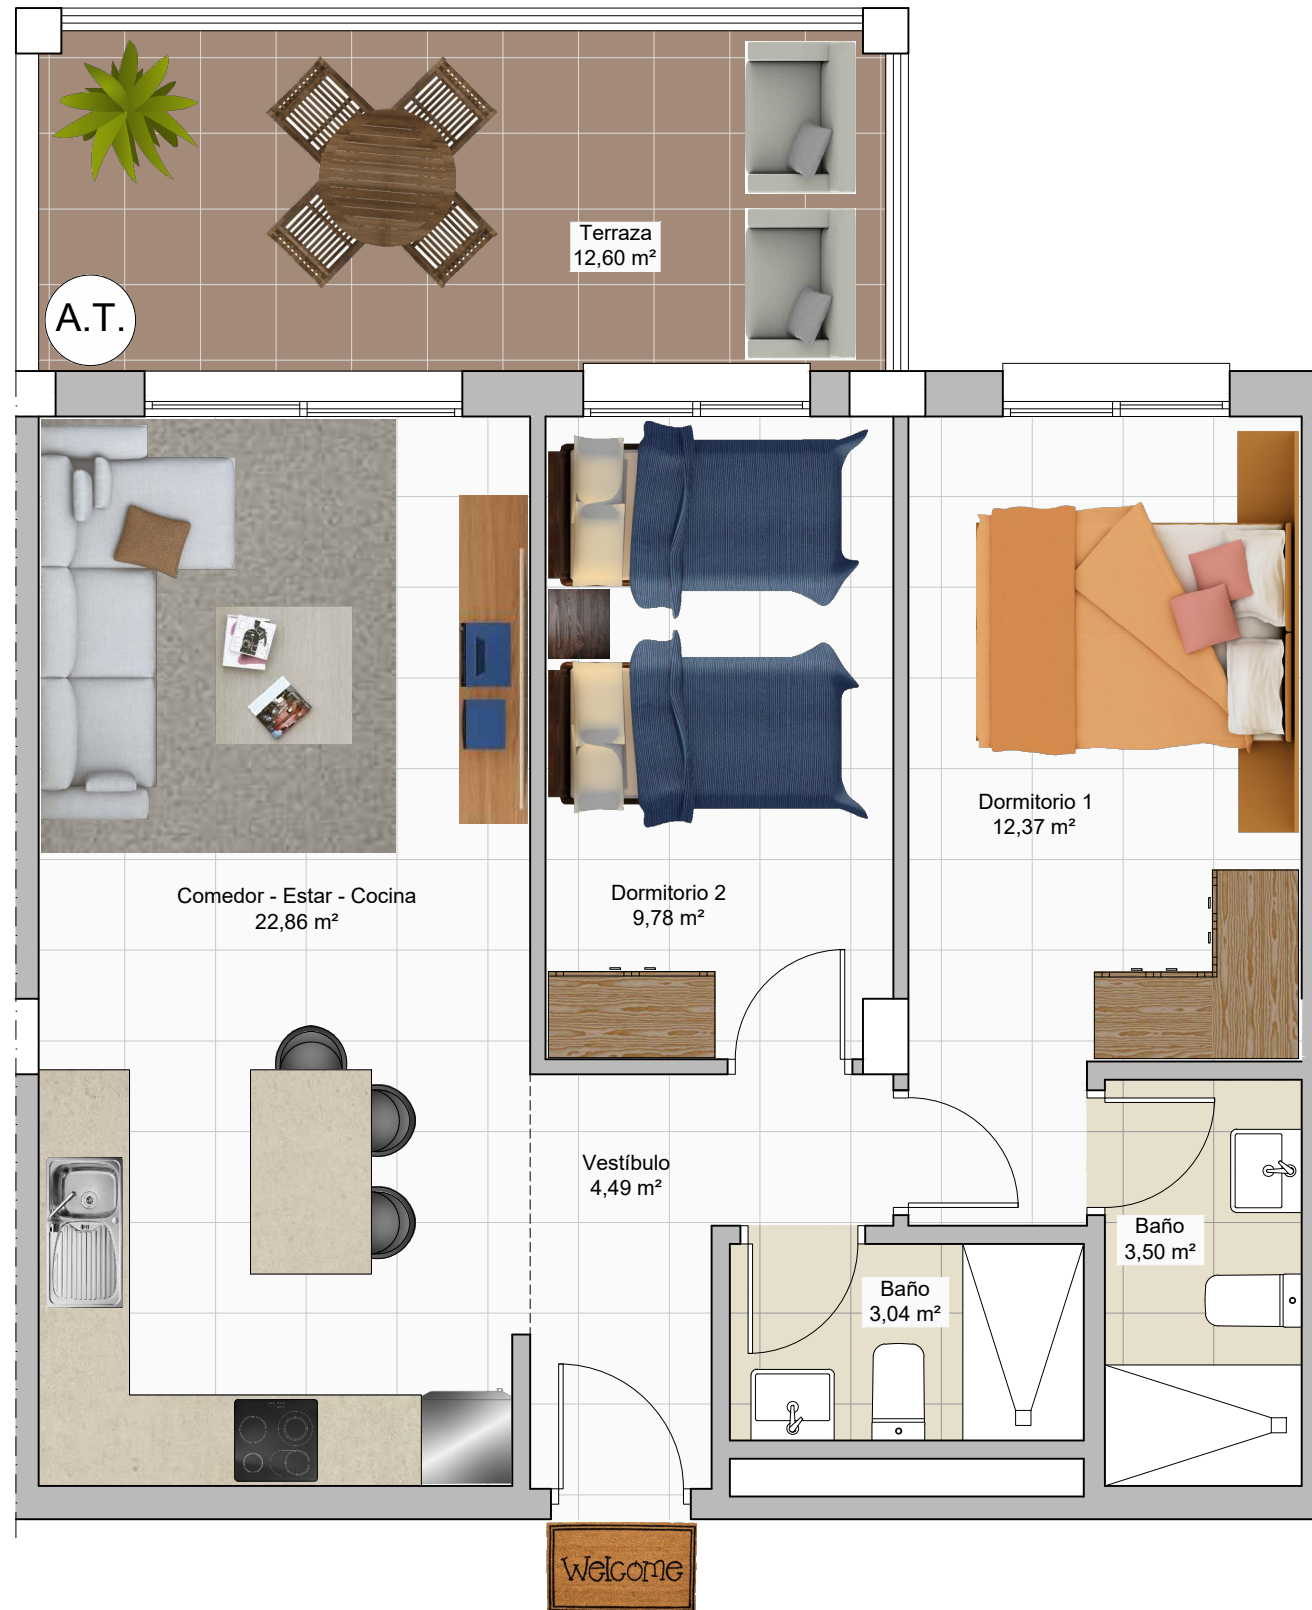 Terraza
12,60 m²
A.T.
Dormitorio 1
12,37 m²
Comedor - Estar - Cocina
22,86 m²
Dormitorio 2
9,78 m²
Vestíbulo
4,49 m²
Baño
3,50 m²
Baño
3,04 m²
Welcome